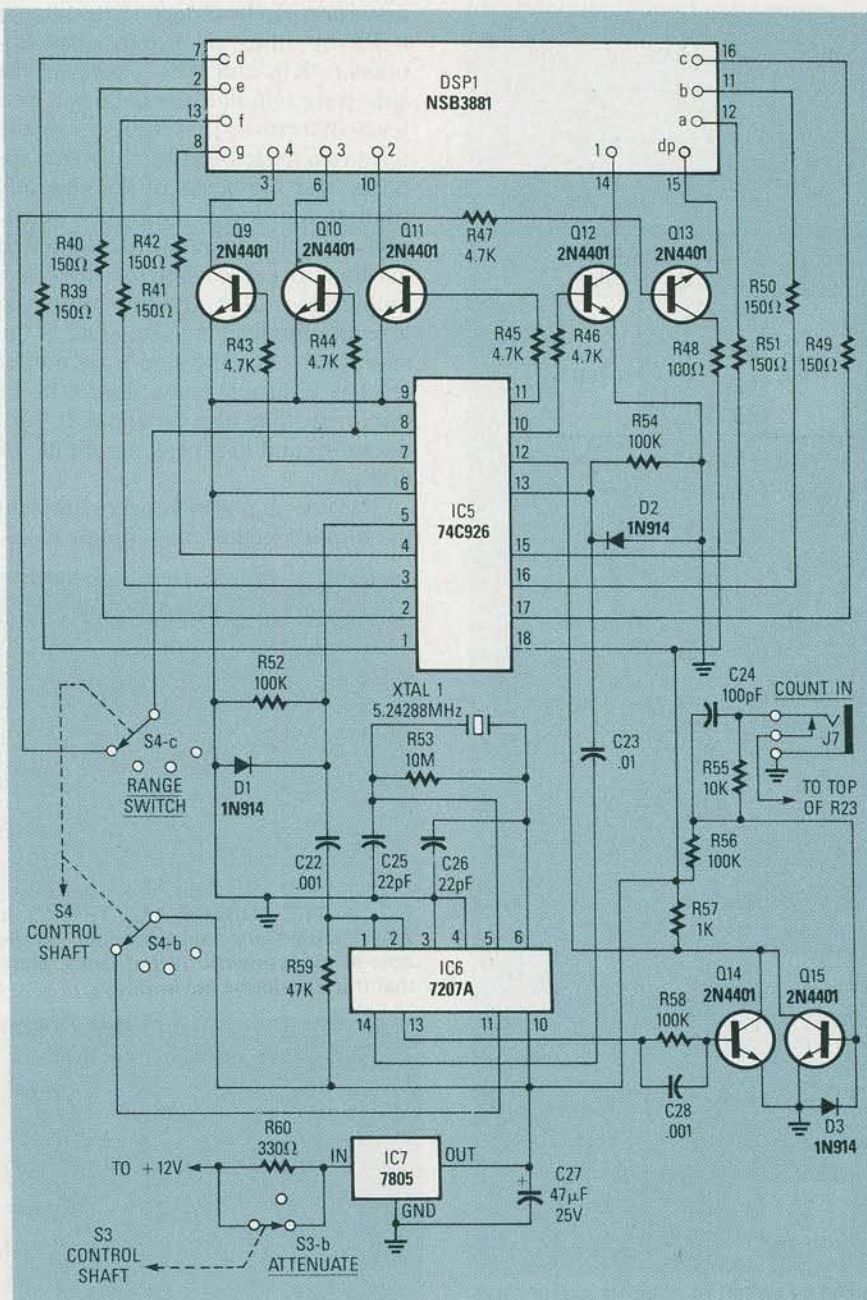 7
d
2
e
13
f
8
g
DSP1
NSB3881
c
16
b
11
a
12
4
3
2
1
dp
3
6
10
14
15
R47
4.7K
Q9
2N4401
Q10
2N4401
Q11
2N4401
Q12
2N4401
Q13
2N4401
R40
150Ω
R42
150Ω
R39
150Ω
R41
150Ω
R50
150Ω
R43
4.7K
R44
4.7K
R45
4.7K
R46
4.7K
R48
100Ω
R51
150Ω
R49
150Ω
9
8
7
6
5
4
3
2
1
IC5
74C926
11
10
12
13
15
16
17
18
R54
100K
D2
1N914
R52
100K
XTAL 1
5.24288MHz
C24
100pF
COUNT IN
J7
S4-c
RANGE
SWITCH
R53
10M
C23
.01
R55
10K
TO TOP
OF R23
D1
1N914
R56
100K
C22
.001
C25
22pF
C26
22pF
S4
CONTROL
SHAFT
S4-b
R57
1K
1
2
3
4
5
6
R59
47K
IC6
7207A
14
13
11
10
Q14
2N4401
Q15
2N4401
R58
100K
C28
.001
D3
1N914
R60
330Ω
TO +12V
IN
IC7
7805
OUT
GND
C27
+
47μF
25V
S3
CONTROL
SHAFT
S3-b
ATTENUATE